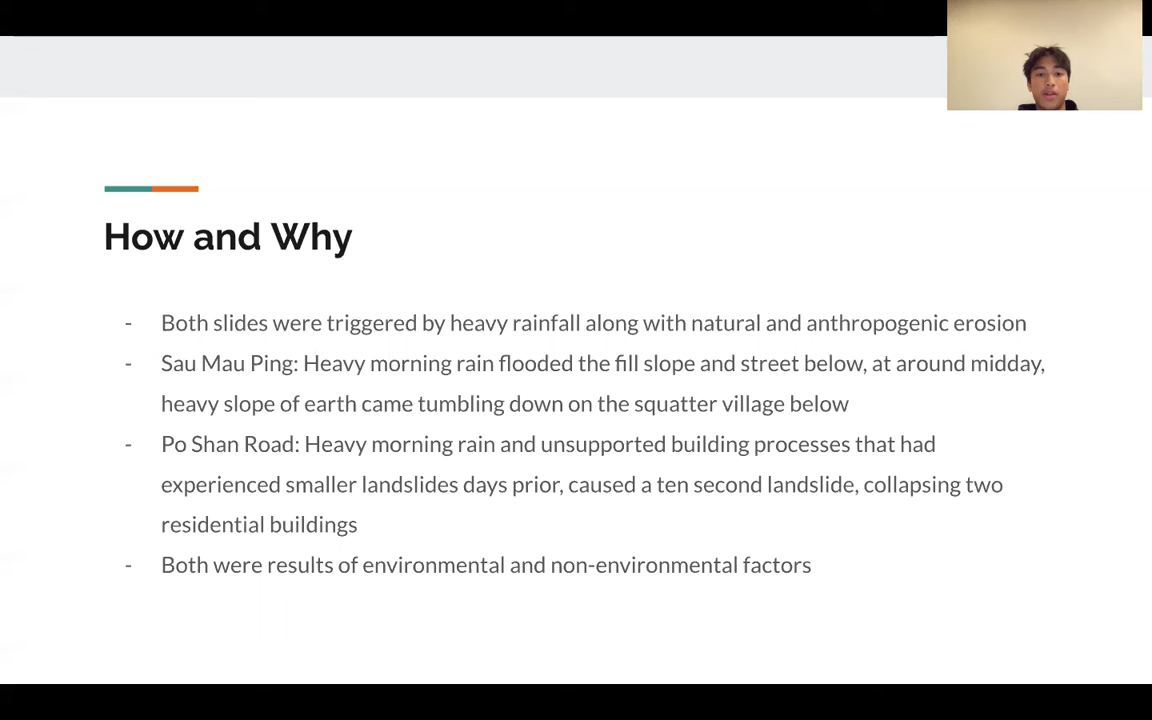 How and Why
- Both slides were triggered by heavy rainfall along with natural and anthropogenic erosion
- Sau Mau Ping: Heavy morning rain flooded the fill slope and street below, at around midday,
heavy slope of earth came tumbling down on the squatter village below
- Po Shan Road: Heavy morning rain and unsupported building processes that had
experienced smaller landslides days prior, caused a ten second landslide, collapsing two
residential buildings
- Both were results of environmental and non-environmental factors